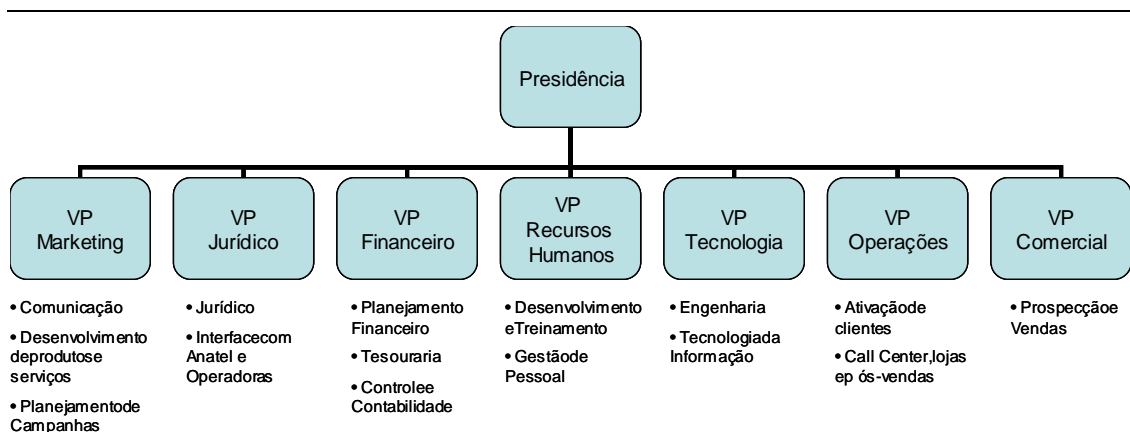 Presidência
VP
Marketing
VP
Jurídico
VP
Financeiro
VP
Recursos
Humanos
VP
Tecnologia
VP
Operações
VP
Comercial
• Comunicação
• Desenvolvimento
deprodutose
serviços
• Planejamentode
Campanhas
• Jurídico
• Interfacecom
Anatel e
Operadoras
• Planejamento
Financeiro
• Tesouraria
• Controlee
Contabilidade
• Desenvolvimento
eTreinamento
• Gestãode
Pessoal
• Engenharia
• Tecnologiada
Informação
• Ativaçãode
clientes
• Call Center,lojas
ep ós-vendas
• Prospecçãoe
Vendas